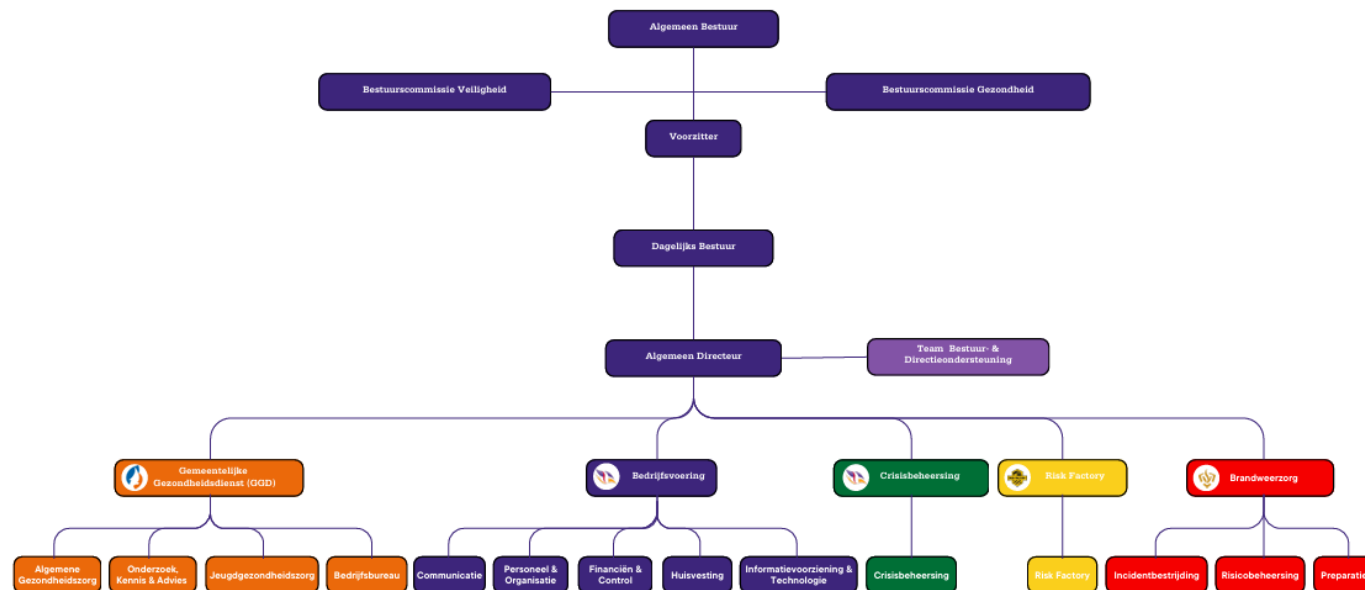 Algemeen Bestuur
Bestuurscommissie Veiligheid
Bestuurscommissie Gezondheid
Voorzitter
Dagelijks Bestuur
Algemeen Directeur
Team Bestuur- &
Directieondersteuning
Gemeentelijke
Gezondheidsdienst (GGD)
Bedrijfsvoering
Crisisbeheersing
Risk Factory
Brandweerzorg
Algemene
Gezondheidszorg
Onderzoek,
Kennis & Advies
Jeugdgezondheidszorg
Bedrijfsbureau
Communicatie
Personeel &
Organisatie
Financiën &
Control
Huisvesting
Informatievoorziening &
Technologie
Crisisbeheersing
Risk Factory
Incidentbestrijding
Risicobeheersing
Preparatie